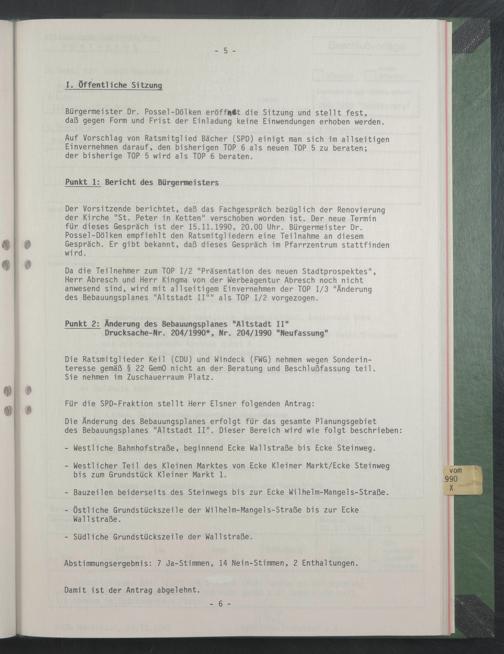 - 5 -
I. Öffentliche Sitzung
Bürgermeister Dr. Possel-Dölken eröffnet die Sitzung und stellt fest,
daß gegen Form und Frist der Einladung keine Einwendungen erhoben werden.
Auf Vorschlag von Ratsmitglied Bächer (SPD) einigt man sich im allseitigen
Einvernehmen darauf, den bisherigen TOP 6 als neuen TOP 5 zu beraten;
der bisherige TOP 5 wird als TOP 6 beraten.
Punkt 1: Bericht des Bürgermeisters
Der Vorsitzende berichtet, daß das Fachgespräch bezüglich der Renovierung
der Kirche "St. Peter in Ketten" verschoben worden ist. Der neue Termin
für dieses Gespräch ist der 15.11.1990, 20.00 Uhr. Bürgermeister Dr.
Possel-Dölken empfiehlt den Ratsmitgliedern eine Teilnahme an diesem
Gespräch. Er gibt bekannt, daß dieses Gespräch im Pfarrzentrum stattfinden
wird.
Da die Teilnehmer zum TOP I/2 "Präsentation des neuen Stadtprospektes",
Herr Abresch und Herr Kingma von der Werbeagentur Abresch noch nicht
anwesend sind, wird mit allseitigem Einvernehmen der TOP I/3 "Änderung
des Bebauungsplanes "Altstadt II"" als TOP I/2 vorgezogen.
Punkt 2: Änderung des Bebauungsplanes "Altstadt II"
Drucksache-Nr. 204/1990*, Nr. 204/1990 "Neufassung"
Die Ratsmitglieder Keil (CDU) und Windeck (FWG) nehmen wegen Sonderin-
teresse gemäß § 22 GemO nicht an der Beratung und Beschlußfassung teil.
Sie nehmen im Zuschauerraum Platz.
Für die SPD-Fraktion stellt Herr Elsner folgenden Antrag:
Die Änderung des Bebauungsplanes erfolgt für das gesamte Planungsgebiet
des Bebauungsplanes "Altstadt II". Dieser Bereich wird wie folgt beschrieben:
- Westliche Bahnhofstraße, beginnend Ecke Wallstraße bis Ecke Steinweg.
- Westlicher Teil des Kleinen Marktes von Ecke Kleiner Markt/Ecke Steinweg
bis zum Grundstück Kleiner Markt 1.
- Bauzeilen beiderseits des Steinwegs bis zur Ecke Wilhelm-Mangels-Straße.
- Östliche Grundstückszeile der Wilhelm-Mangels-Straße bis zur Ecke
Wallstraße.
- Südliche Grundstückszeile der Wallstraße.
Abstimmungsergebnis: 7 Ja-Stimmen, 14 Nein-Stimmen, 2 Enthaltungen.
Damit ist der Antrag abgelehnt.
- 6 -
vom
990
X